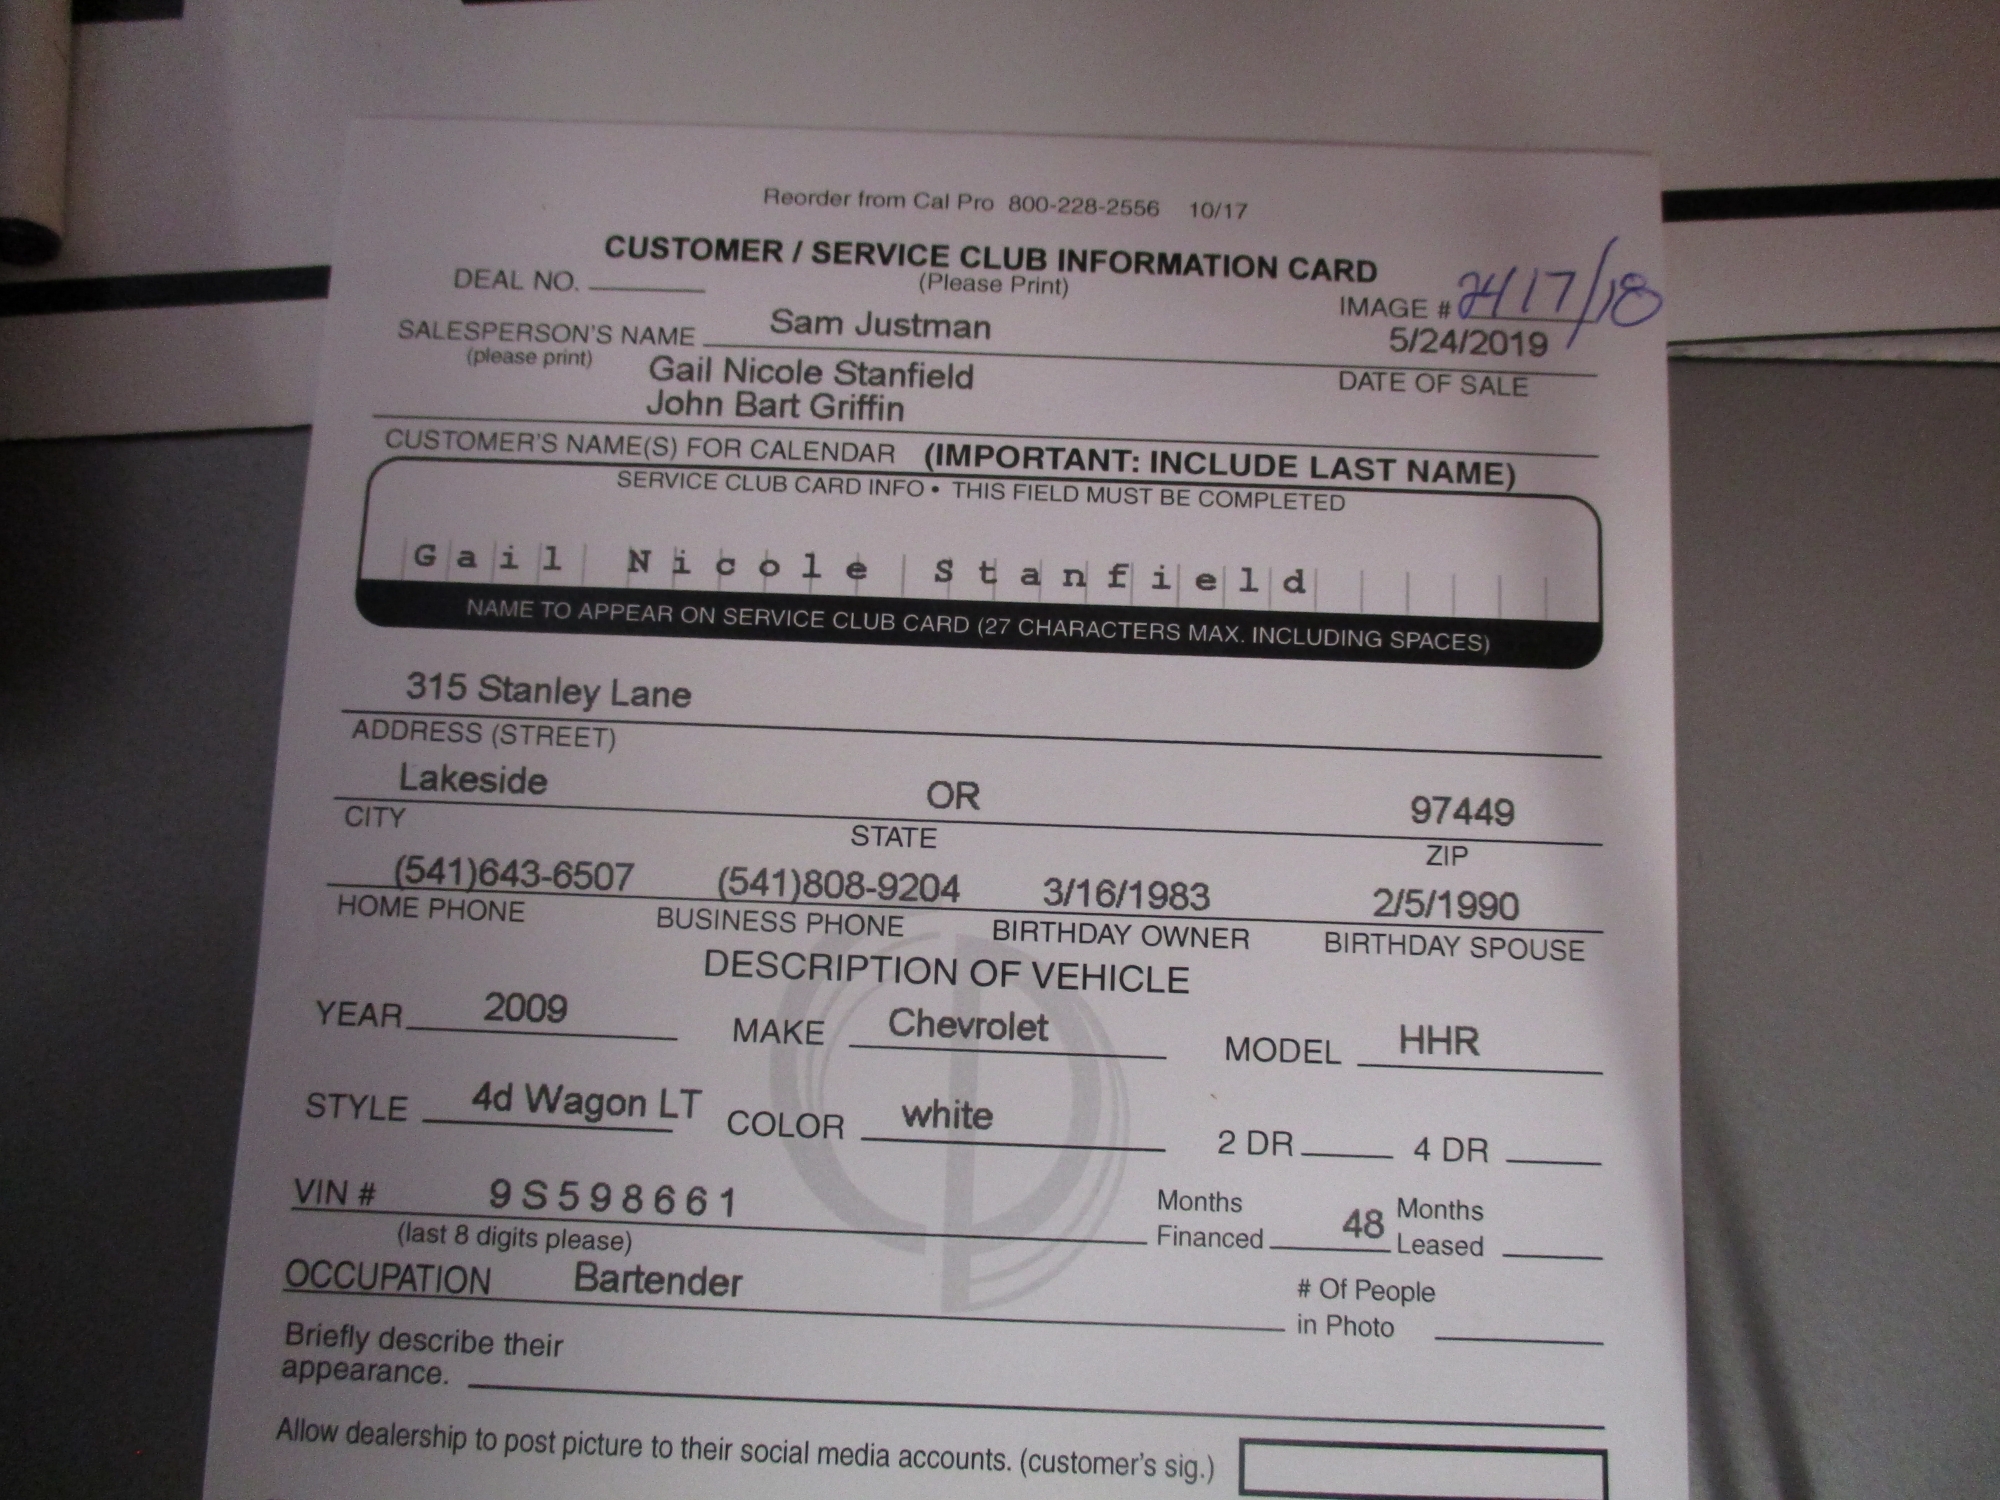 Reorder from Cal Pro 800-228-2556 10/17
CUSTOMER / SERVICE CLUB INFORMATION CARD
DEAL NO. (Please Print)
IMAGE # 2417/18
SALESPERSON'S NAME Sam Justman 5/24/2019
(please print) DATE OF SALE
Gail Nicole Stanfield
John Bart Griffin
CUSTOMER'S NAME(S) FOR CALENDAR (IMPORTANT: INCLUDE LAST NAME)
SERVICE CLUB CARD INFO • THIS FIELD MUST BE COMPLETED
Gail Nicole Stanfield
NAME TO APPEAR ON SERVICE CLUB CARD (27 CHARACTERS MAX. INCLUDING SPACES)
315 Stanley Lane
ADDRESS (STREET)
Lakeside OR 97449
CITY STATE ZIP
(541)643-6507 (541)808-9204 3/16/1983 2/5/1990
HOME PHONE BUSINESS PHONE BIRTHDAY OWNER BIRTHDAY SPOUSE
DESCRIPTION OF VEHICLE
YEAR 2009 MAKE Chevrolet MODEL HHR
STYLE 4d Wagon LT COLOR white 2 DR 4 DR
VIN # 9S598661 Months Financed 48 Months Leased
(last 8 digits please)
OCCUPATION Bartender # Of People in Photo
Briefly describe their
appearance.
Allow dealership to post picture to their social media accounts. (customer's sig.)